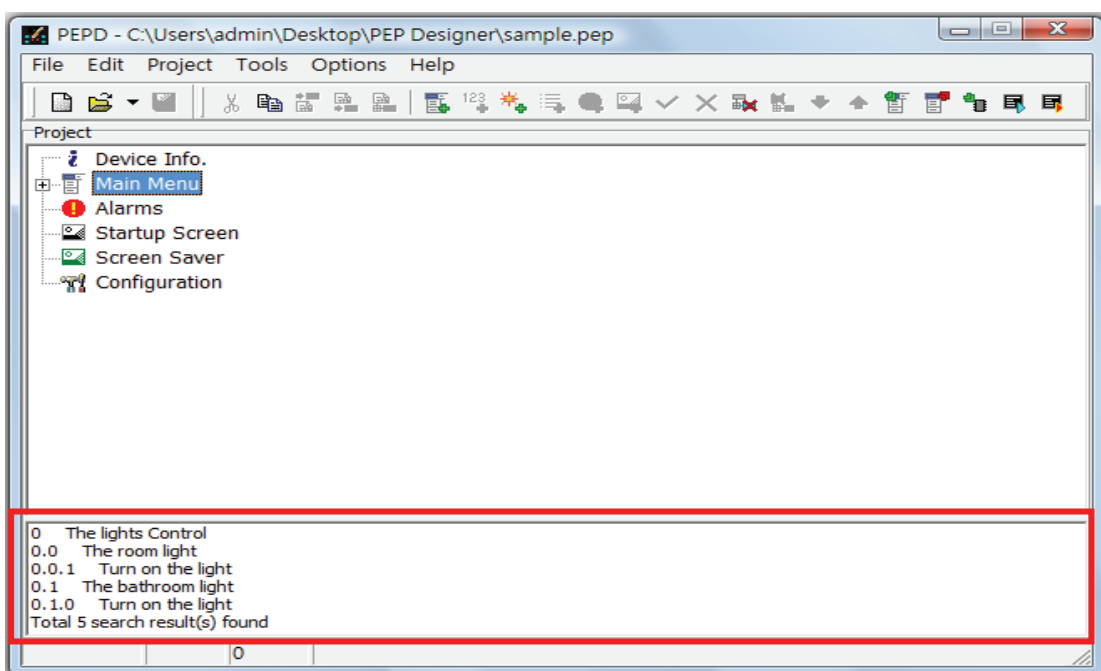 PEPD - C:\Users\admin\Desktop\PEP Designer\sample.pep
File Edit Project Tools Options Help
123
Project
i Device Info.
Main Menu
! Alarms
Startup Screen
Screen Saver
Configuration
0 The lights Control
0.0 The room light
0.0.1 Turn on the light
0.1 The bathroom light
0.1.0 Turn on the light
Total 5 search result(s) found
0